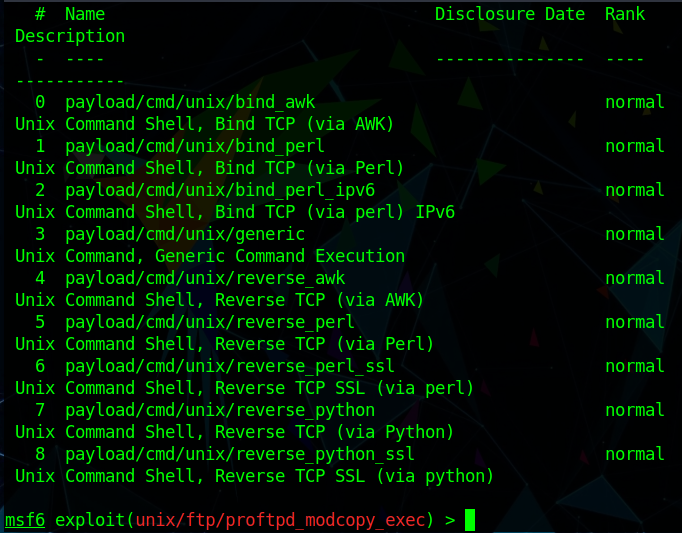 # Name Disclosure Date Rank
Description
- ---- --------------- ----
-----------
0 payload/cmd/unix/bind_awk normal
Unix Command Shell, Bind TCP (via AWK)
1 payload/cmd/unix/bind_perl normal
Unix Command Shell, Bind TCP (via Perl)
2 payload/cmd/unix/bind_perl_ipv6 normal
Unix Command Shell, Bind TCP (via perl) IPv6
3 payload/cmd/unix/generic normal
Unix Command, Generic Command Execution
4 payload/cmd/unix/reverse_awk normal
Unix Command Shell, Reverse TCP (via AWK)
5 payload/cmd/unix/reverse_perl normal
Unix Command Shell, Reverse TCP (via Perl)
6 payload/cmd/unix/reverse_perl_ssl normal
Unix Command Shell, Reverse TCP SSL (via perl)
7 payload/cmd/unix/reverse_python normal
Unix Command Shell, Reverse TCP (via Python)
8 payload/cmd/unix/reverse_python_ssl normal
Unix Command Shell, Reverse TCP SSL (via python)
msf6 exploit(unix/ftp/proftpd_modcopy_exec) >